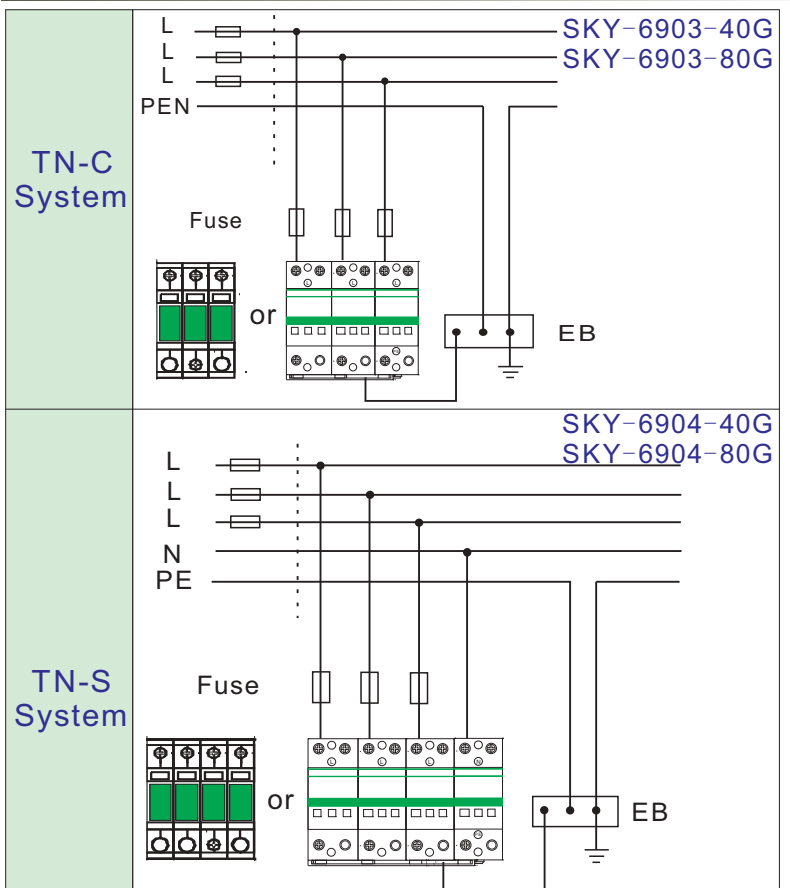 SKY-6903-40G
SKY-6903-80G
L
L
L
PEN
TN-C
System
Fuse
or
L
L
L
EB
SKY-6904-40G
SKY-6904-80G
L
L
L
N
PE
TN-S
System
Fuse
or
L
L
L
N
EB